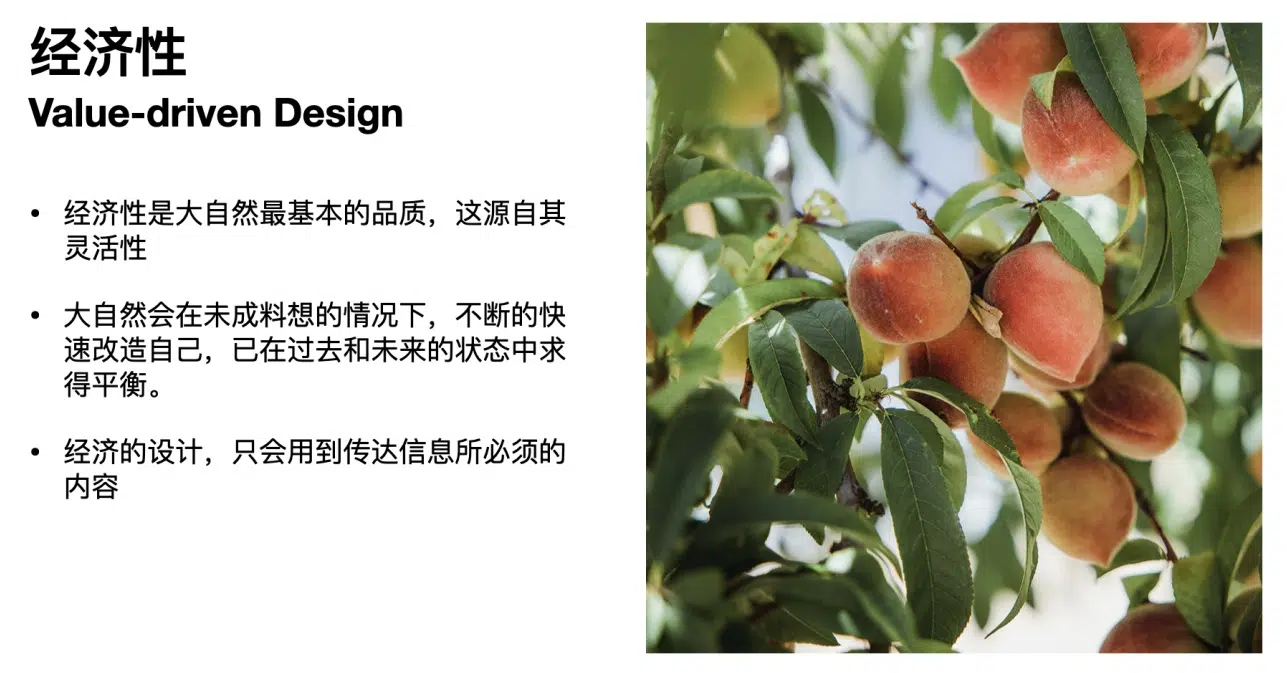 经济性
Value-driven Design
• 经济性是大自然最基本的品质，这源自其
灵活性
• 大自然会在未成料想的情况下，不断的快
速改造自己，已在过去和未来的状态中求
得平衡。
• 经济的设计，只会用到传达信息所必须的
内容